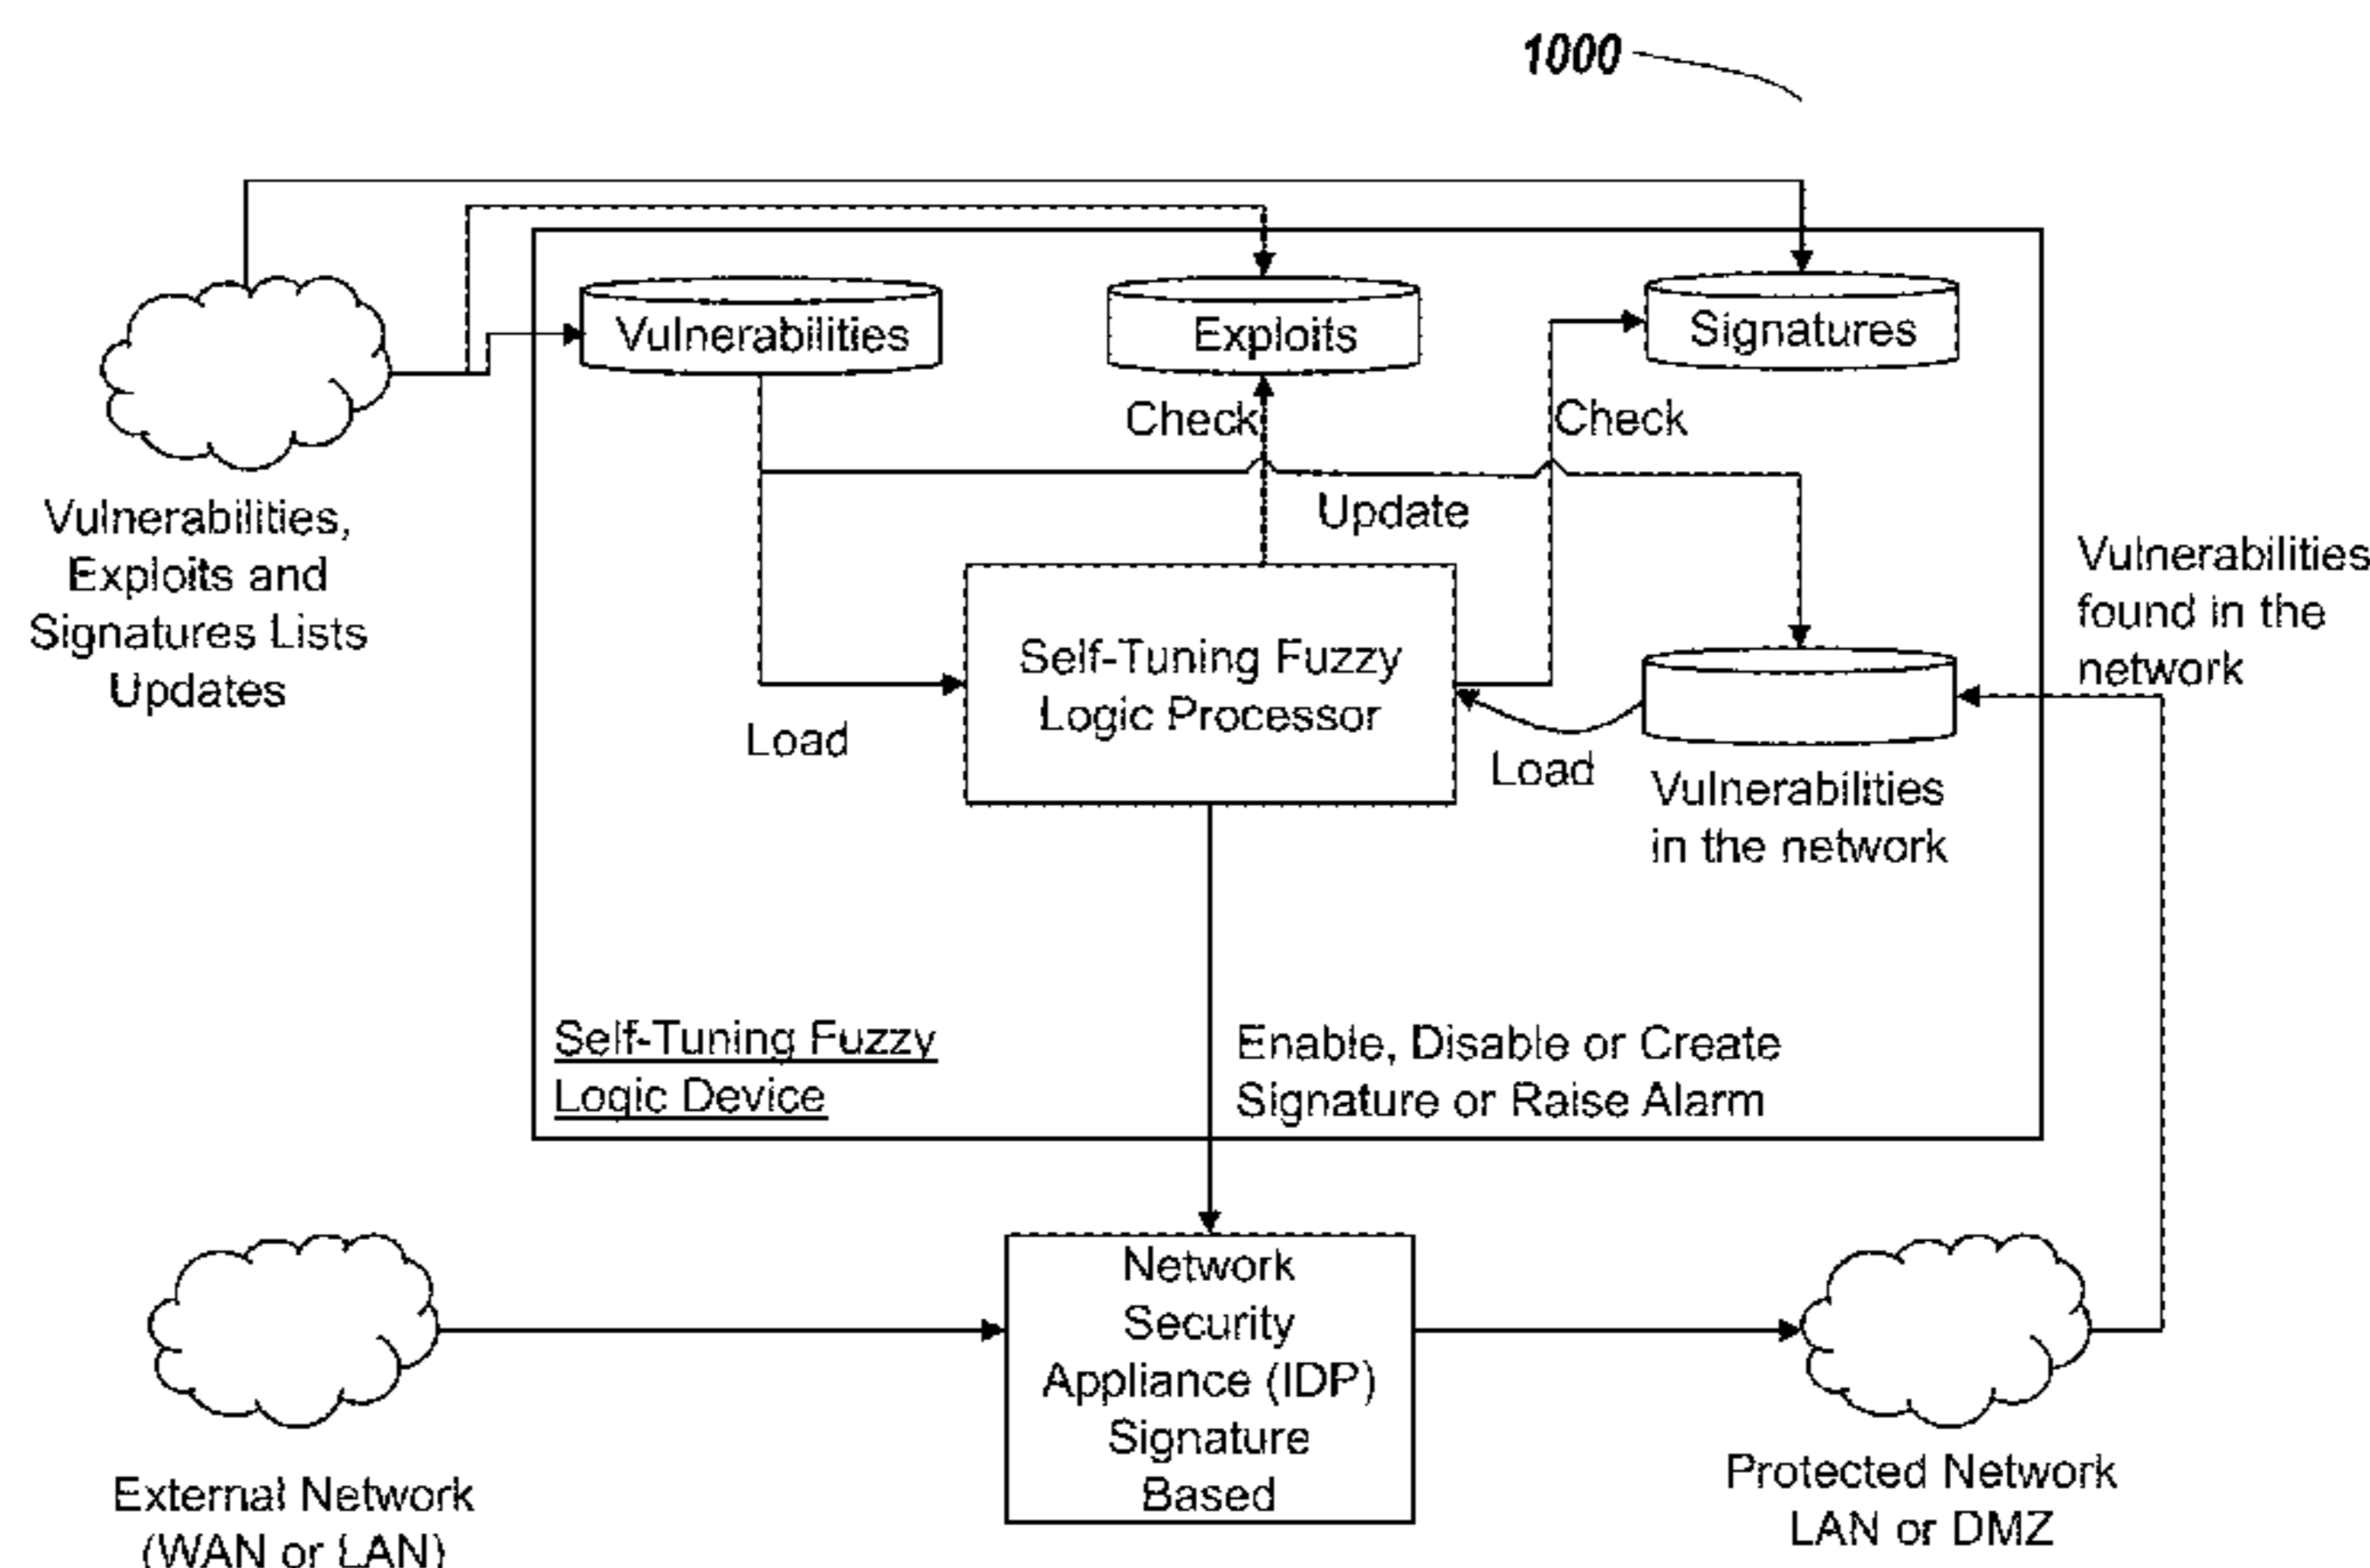 1000
Vulnerabilities
Exploits
Signatures
Check
Check
Update
Vulnerabilities,
Exploits and
Signatures Lists
Updates
Vulnerabilities
found in the
network
Self-Tuning Fuzzy
Logic Processor
Load
Load
Vulnerabilities
in the network
Self-Tuning Fuzzy
Logic Device
Enable, Disable or Create
Signature or Raise Alarm
Network
Security
Appliance (IDP)
Signature
Based
External Network
(WAN or LAN)
Protected Network
LAN or DMZ